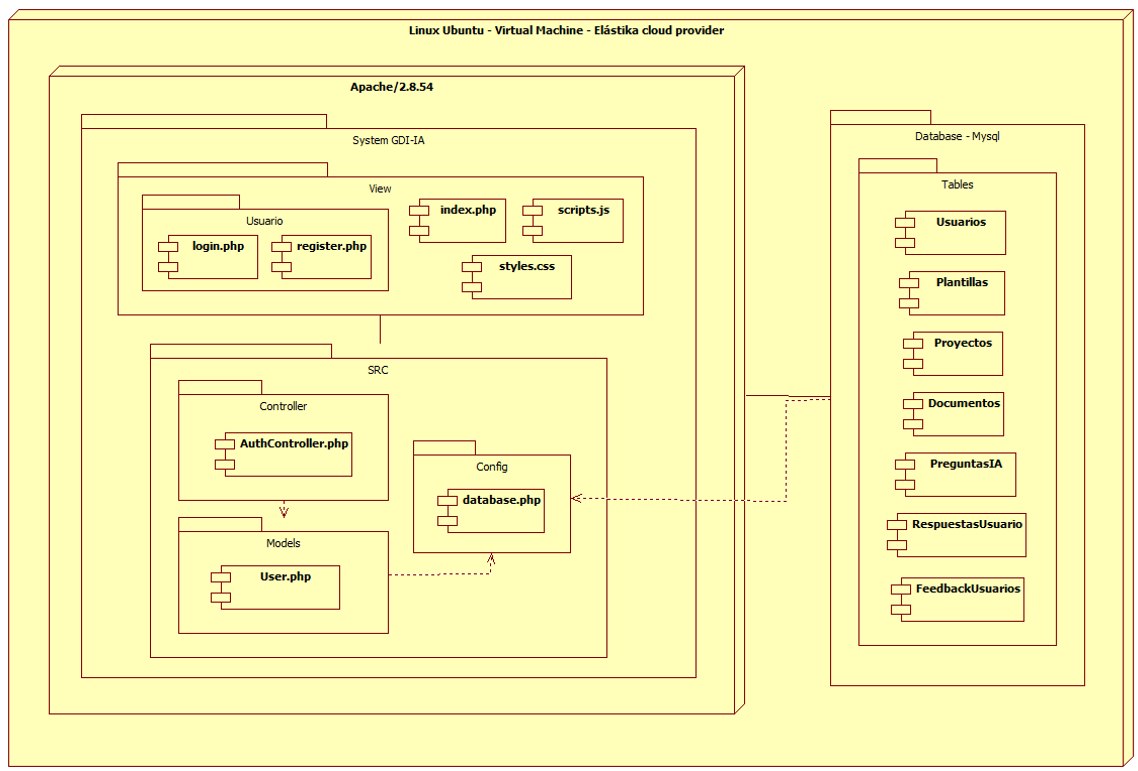 Linux Ubuntu - Virtual Machine - Elástika cloud provider
Apache/2.8.54
System GDI-IA
View
Usuario
login.php
register.php
index.php
scripts.js
styles.css
SRC
Controller
AuthController.php
Models
User.php
Config
database.php
Database - Mysql
Tables
Usuarios
Plantillas
Proyectos
Documentos
PreguntasIA
RespuestasUsuario
FeedbackUsuarios